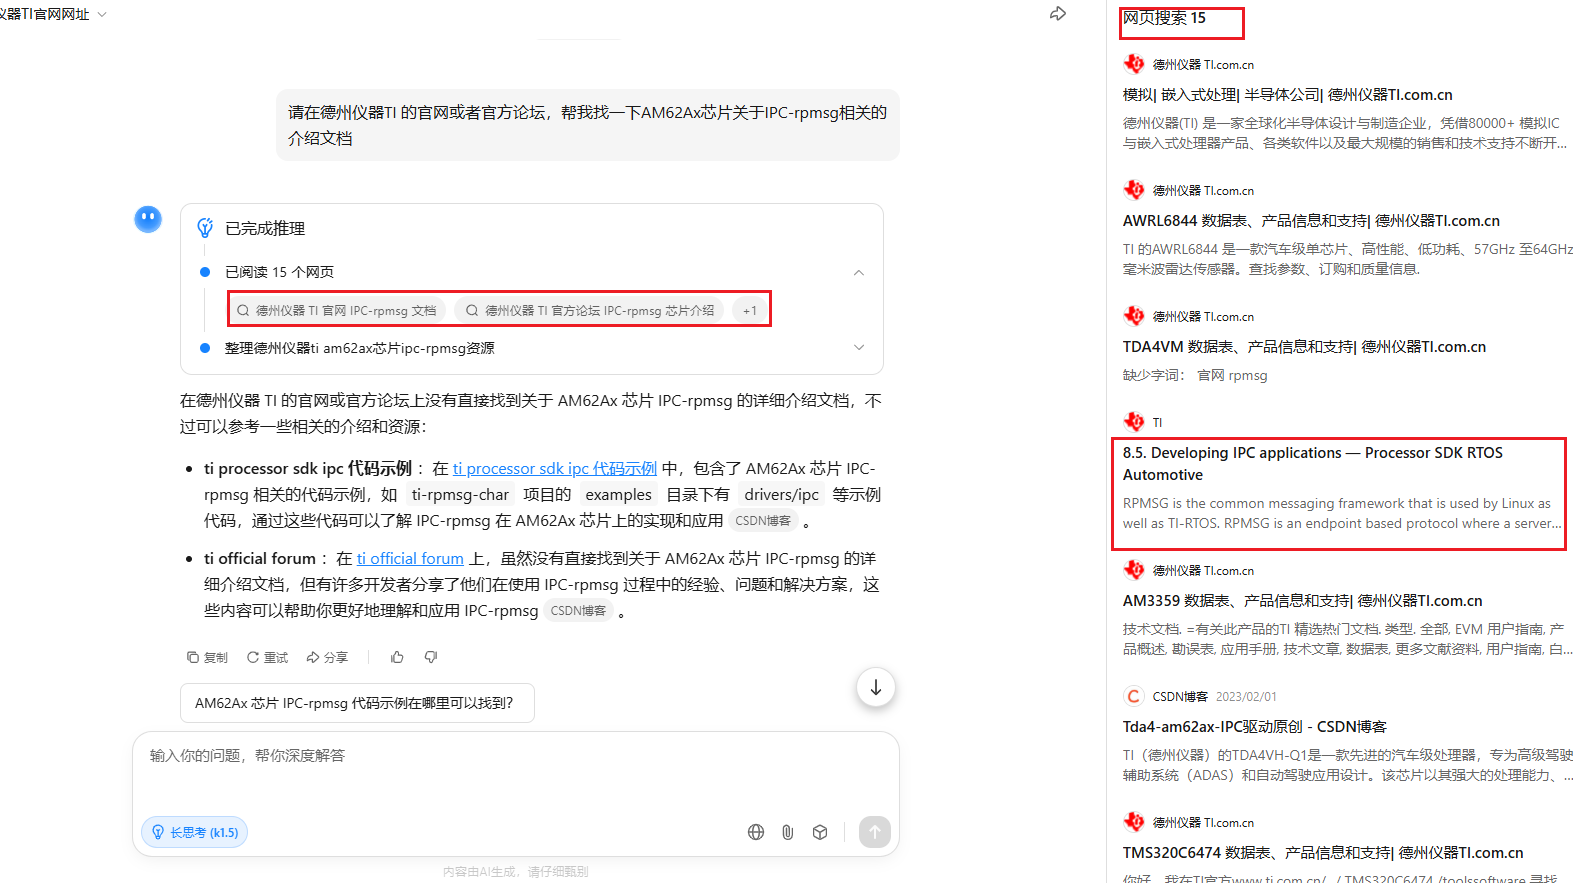 仪器TI官网网址
请在德州仪器TI 的官网或者官方论坛，帮我找一下AM62Ax芯片关于IPC-rpmsg相关的
介绍文档
已完成推理
已阅读 15 个网页
德州仪器 TI 官网 IPC-rpmsg 文档
德州仪器 TI 官方论坛 IPC-rpmsg 芯片介绍
+1
整理德州仪器ti am62ax芯片ipc-rpmsg资源
在德州仪器 TI 的官网或官方论坛上没有直接找到关于 AM62Ax 芯片 IPC-rpmsg 的详细介绍文档，不
过可以参考一些相关的介绍和资源：
ti processor sdk ipc 代码示例 ：在 ti processor sdk ipc 代码示例 中，包含了 AM62Ax 芯片 IPC-
rpmsg 相关的代码示例，如 ti-rpmsg-char 项目的 examples 目录下有 drivers/ipc 等示例
代码，通过这些代码可以了解 IPC-rpmsg 在 AM62Ax 芯片上的实现和应用 CSDN博客 。
ti official forum ：在 ti official forum 上，虽然没有直接找到关于 AM62Ax 芯片 IPC-rpmsg 的详
细介绍文档，但有许多开发者分享了他们在使用 IPC-rpmsg 过程中的经验、问题和解决方案，这
些内容可以帮助你更好地理解和应用 IPC-rpmsg CSDN博客 。
复制
重试
分享
AM62Ax 芯片 IPC-rpmsg 代码示例在哪里可以找到？
输入你的问题，帮你深度解答
长思考 (k1.5)
内容由AI生成，请仔细甄别
网页搜索 15
德州仪器 TI.com.cn
模拟| 嵌入式处理| 半导体公司| 德州仪器TI.com.cn
德州仪器(TI) 是一家全球化半导体设计与制造企业，凭借80000+ 模拟IC
与嵌入式处理器产品、各类软件以及最大规模的销售和技术支持不断开...
德州仪器 TI.com.cn
AWRL6844 数据表、产品信息和支持| 德州仪器TI.com.cn
TI 的AWRL6844 是一款汽车级单芯片、高性能、低功耗、57GHz 至64GHz
毫米波雷达传感器。查找参数、订购和质量信息.
德州仪器 TI.com.cn
TDA4VM 数据表、产品信息和支持| 德州仪器TI.com.cn
缺少字词： 官网 rpmsg
TI
8.5. Developing IPC applications — Processor SDK RTOS
Automotive
RPMSG is the common messaging framework that is used by Linux as
well as TI-RTOS. RPMSG is an endpoint based protocol where a server...
德州仪器 TI.com.cn
AM3359 数据表、产品信息和支持| 德州仪器TI.com.cn
技术文档. =有关此产品的TI 精选热门文档. 类型. 全部, EVM 用户指南, 产
品概述, 勘误表, 应用手册, 技术文章, 数据表, 更多文献资料, 用户指南, 白...
CSDN博客 2023/02/01
Tda4-am62ax-IPC驱动原创 - CSDN博客
TI（德州仪器）的TDA4VH-Q1是一款先进的汽车级处理器，专为高级驾驶
辅助系统（ADAS）和自动驾驶应用设计。该芯片以其强大的处理能力、...
德州仪器 TI.com.cn
TMS320C6474 数据表、产品信息和支持| 德州仪器TI.com.cn
你好，我在TI官方www.ti.com.cn/ / TMS320C6474 /toolssoftware 寻找